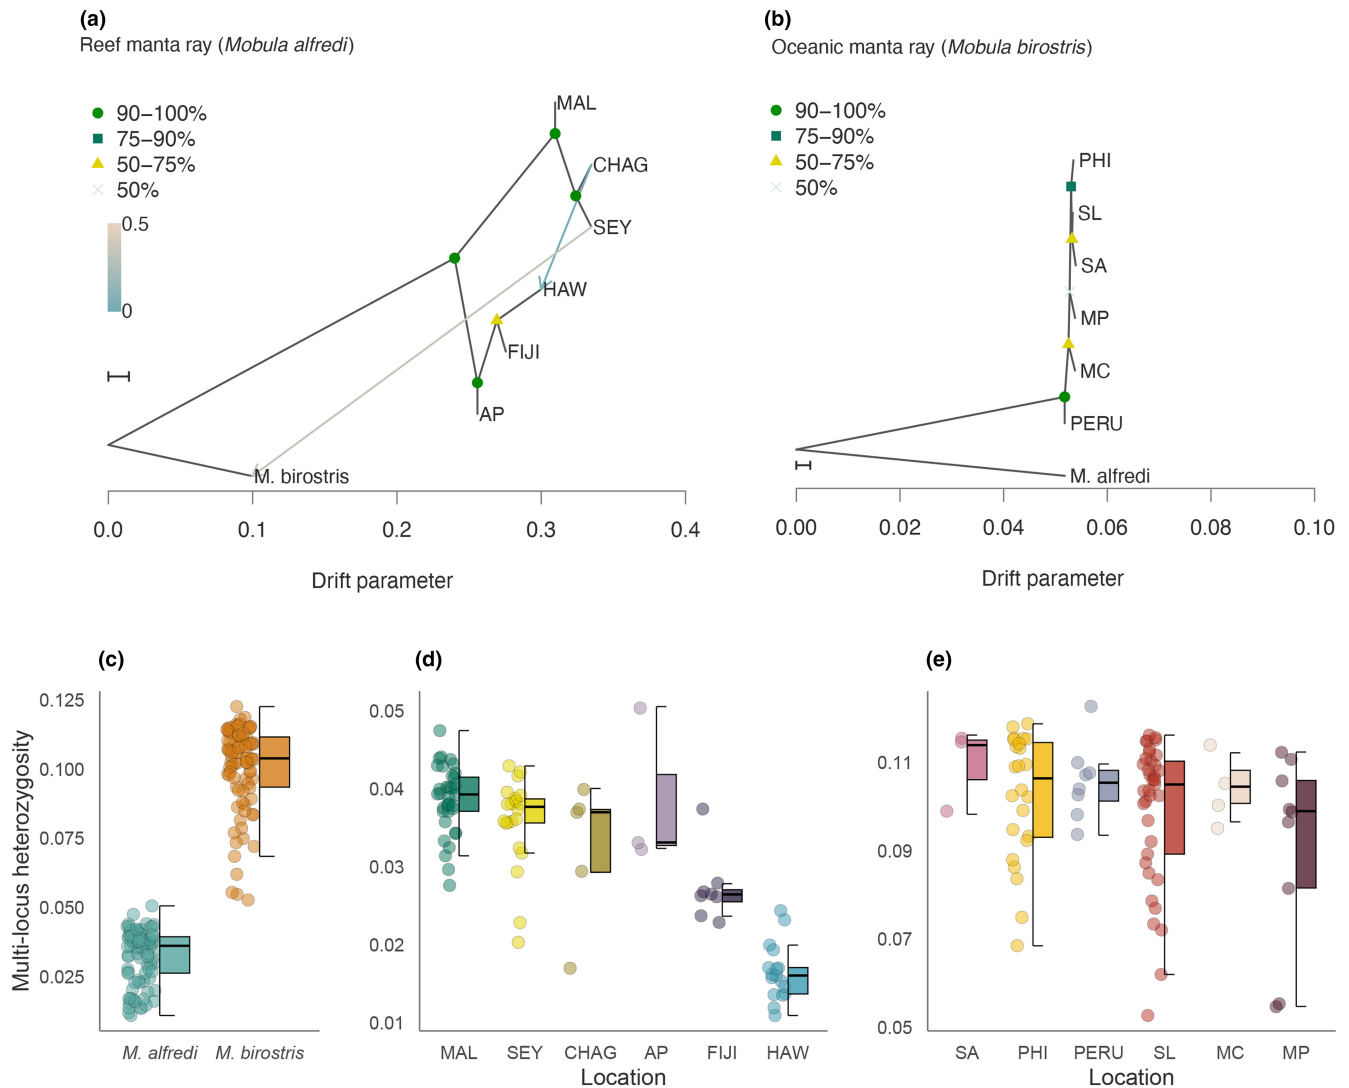 (a)
Reef manta ray (Mobula alfredi)
90–100%
75–90%
50–75%
50%
0.5
0
MAL
CHAG
SEY
HAW
FIJI
AP
M. birostris
0.0 0.1 0.2 0.3 0.4
Drift parameter
(b)
Oceanic manta ray (Mobula birostris)
90–100%
75–90%
50–75%
50%
PHI
SL
SA
MP
MC
PERU
M. alfredi
0.00 0.02 0.04 0.06 0.08 0.10
Drift parameter
(c)
Multi-locus heterozygosity
0.125
0.100
0.075
0.050
0.025
M. alfredi M. birostris
(d)
0.05
0.04
0.03
0.02
0.01
MAL SEY CHAG AP FIJI HAW
Location
(e)
0.11
0.09
0.07
0.05
SA PHI PERU SL MC MP
Location